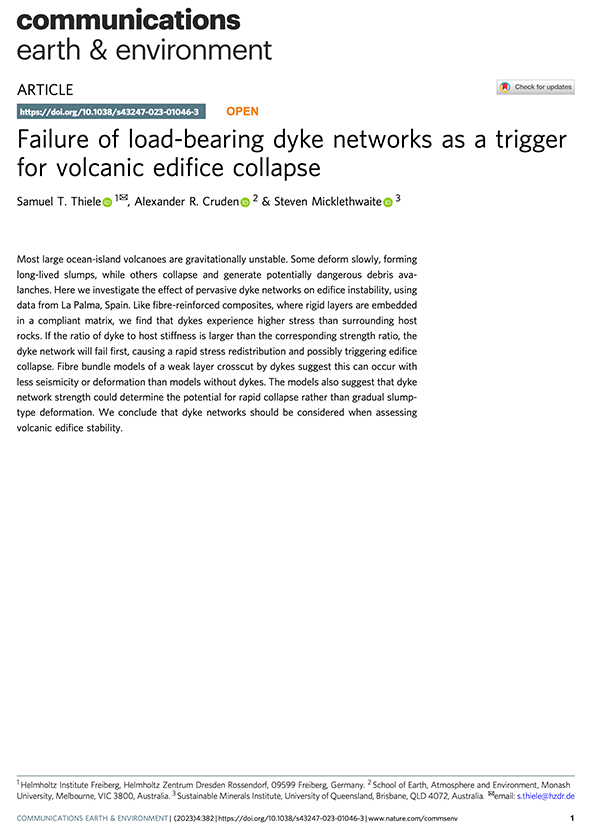 communications
earth & environment
ARTICLE
Check for updates
https://doi.org/10.1038/s43247-023-01046-3
OPEN
Failure of load-bearing dyke networks as a trigger
for volcanic edifice collapse
Samuel T. Thiele iD 1✉, Alexander R. Cruden iD 2 & Steven Micklethwaite iD 3
Most large ocean-island volcanoes are gravitationally unstable. Some deform slowly, forming
long-lived slumps, while others collapse and generate potentially dangerous debris ava-
lanches. Here we investigate the effect of pervasive dyke networks on edifice instability, using
data from La Palma, Spain. Like fibre-reinforced composites, where rigid layers are embedded
in a compliant matrix, we find that dykes experience higher stress than surrounding host
rocks. If the ratio of dyke to host stiffness is larger than the corresponding strength ratio, the
dyke network will fail first, causing a rapid stress redistribution and possibly triggering edifice
collapse. Fibre bundle models of a weak layer crosscut by dykes suggest this can occur with
less seismicity or deformation than models without dykes. The models also suggest that dyke
network strength could determine the potential for rapid collapse rather than gradual slump-
type deformation. We conclude that dyke networks should be considered when assessing
volcanic edifice stability.
1 Helmholtz Institute Freiberg, Helmholtz Zentrum Dresden Rossendorf, 09599 Freiberg, Germany. 2 School of Earth, Atmosphere and Environment, Monash
University, Melbourne, VIC 3800, Australia. 3 Sustainable Minerals Institute, University of Queensland, Brisbane, QLD 4072, Australia. ✉email: s.thiele@hzdr.de
COMMUNICATIONS EARTH & ENVIRONMENT | (2023)4:382 | https://doi.org/10.1038/s43247-023-01046-3 | www.nature.com/commsenv
1